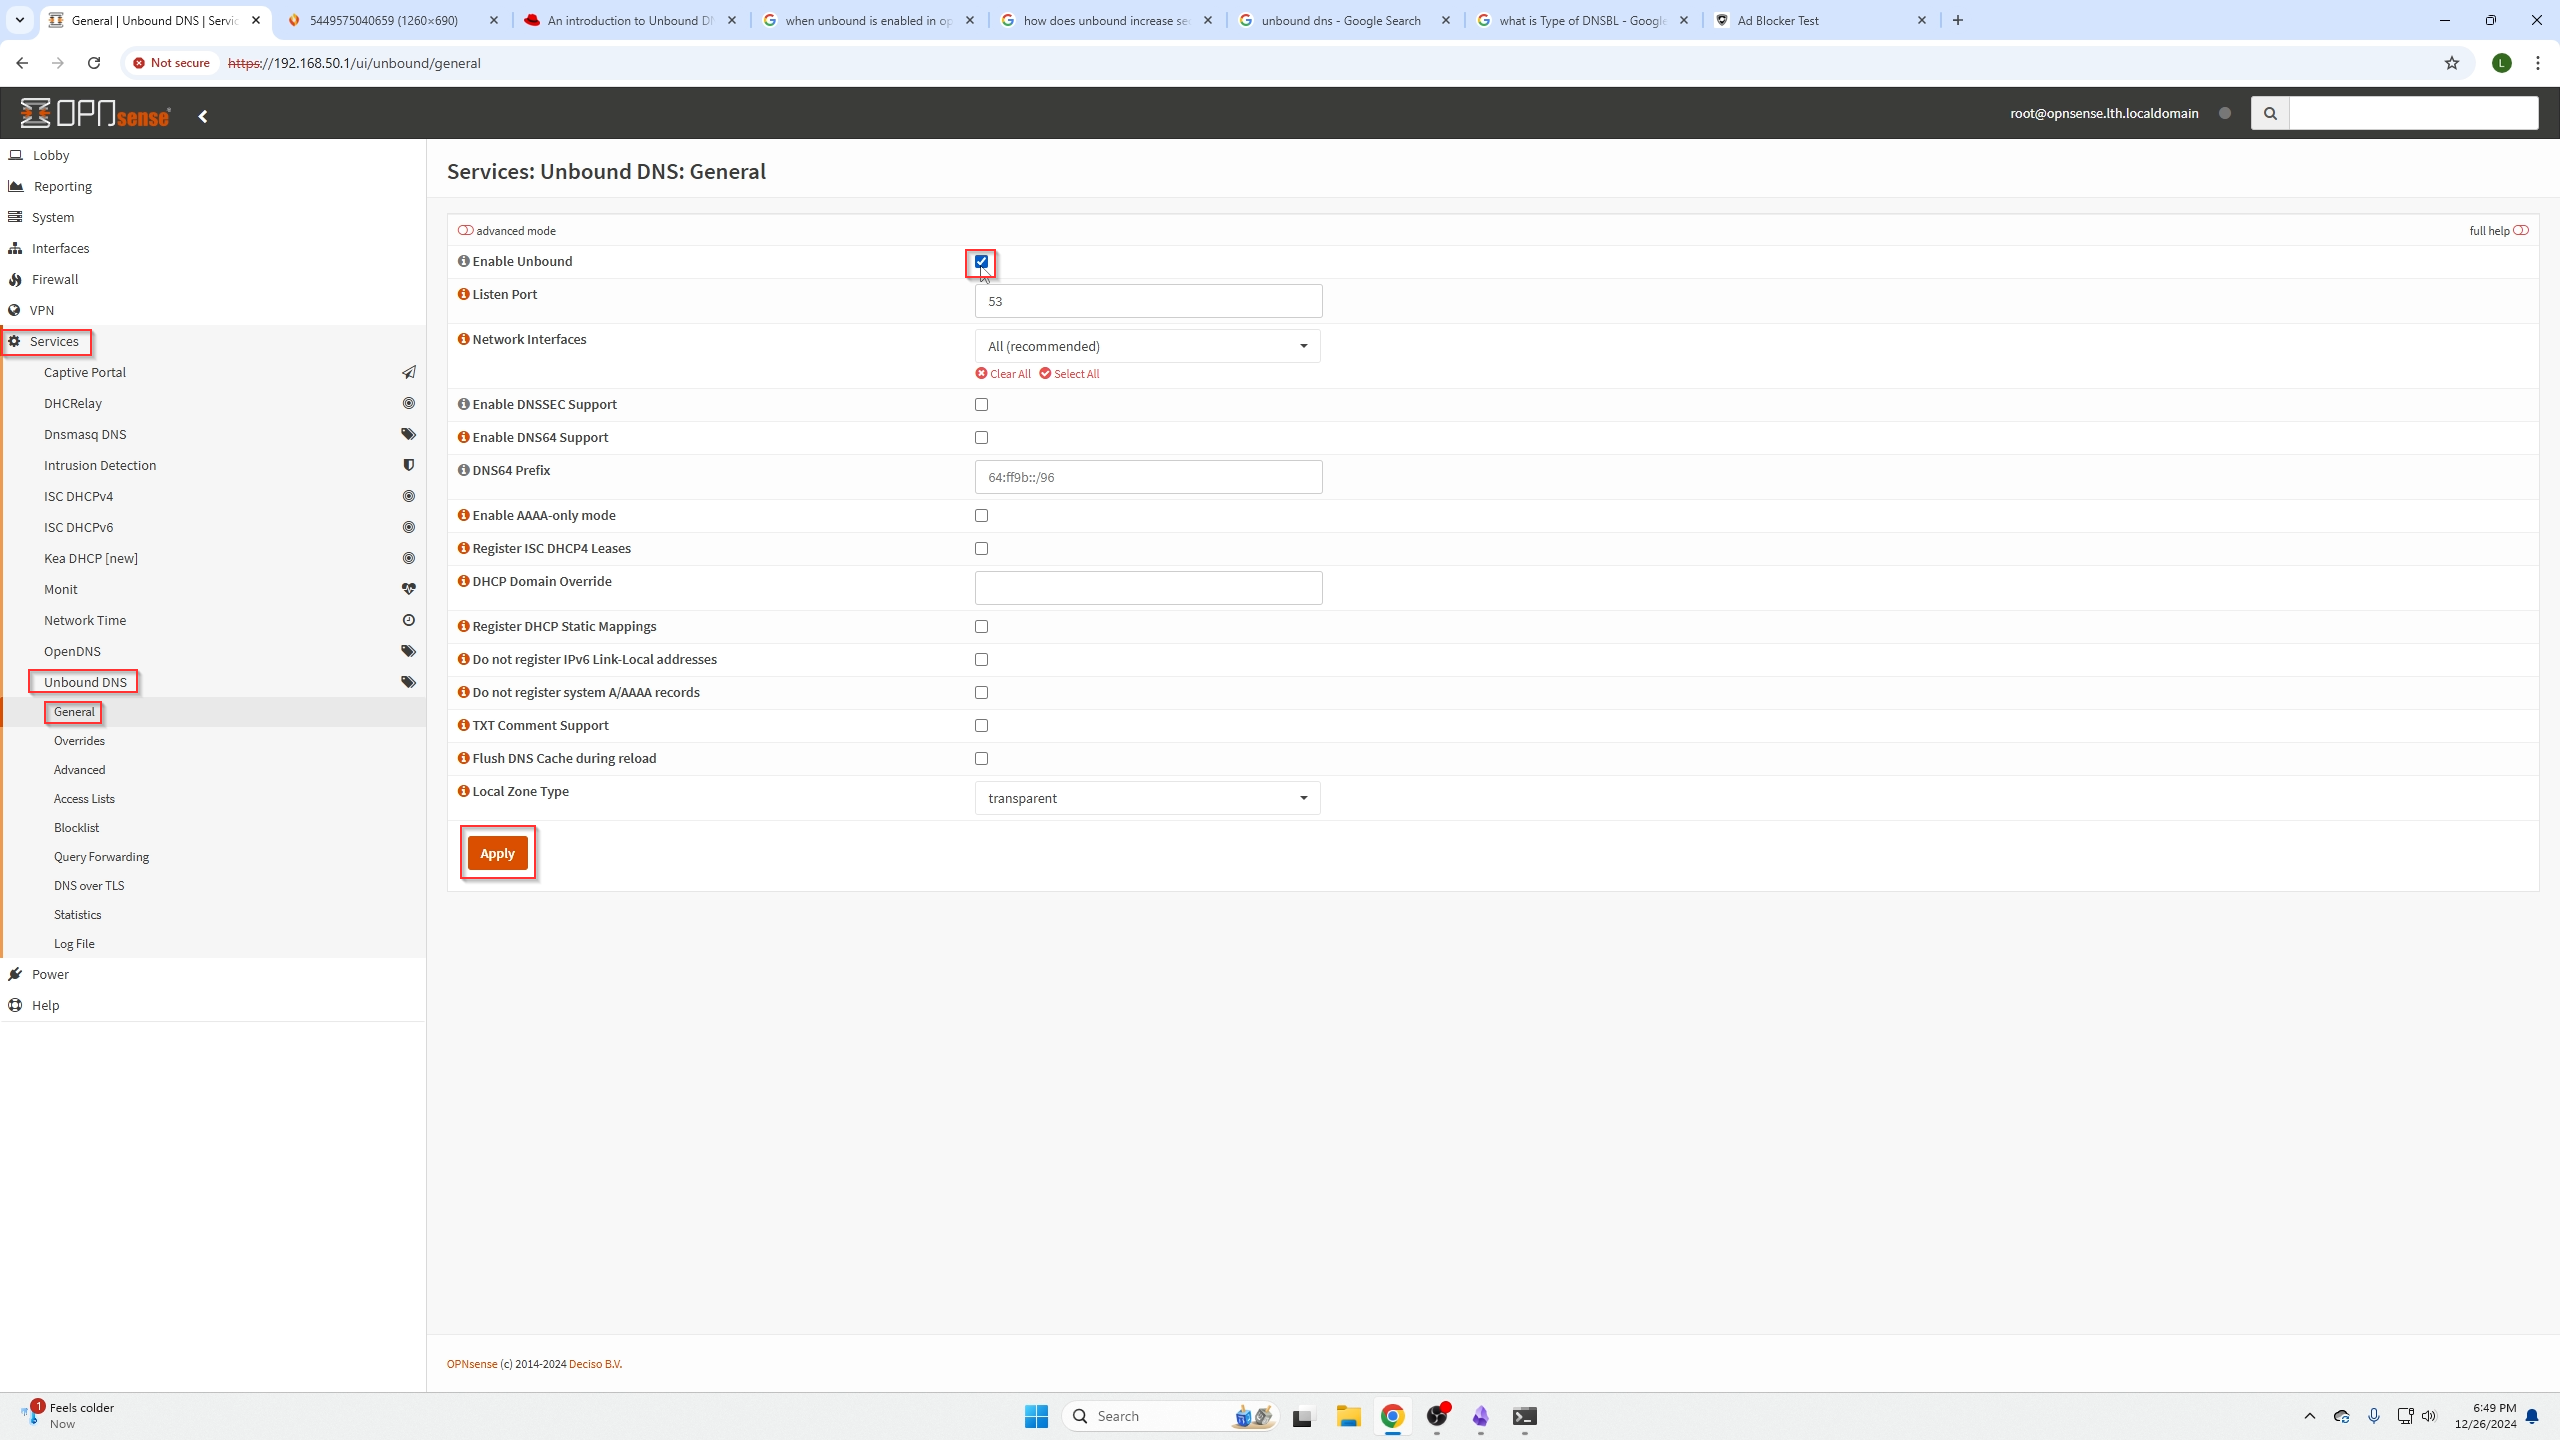 General | Unbound DNS | Servic
5449575040659 (1260×690)
An introduction to Unbound D
when unbound is enabled in op
how does unbound increase se
unbound dns - Google Search
what is Type of DNSBL - Google
Ad Blocker Test
Not secure
https://192.168.50.1/ui/unbound/general
L
OPNsense
root@opnsense.lth.localdomain
Lobby
Reporting
System
Interfaces
Firewall
VPN
Services
Captive Portal
DHCRelay
Dnsmasq DNS
Intrusion Detection
ISC DHCPv4
ISC DHCPv6
Kea DHCP [new]
Monit
Network Time
OpenDNS
Unbound DNS
General
Overrides
Advanced
Access Lists
Blocklist
Query Forwarding
DNS over TLS
Statistics
Log File
Power
Help
Services: Unbound DNS: General
advanced mode
full help
Enable Unbound
Listen Port
53
Network Interfaces
All (recommended)
Clear All Select All
Enable DNSSEC Support
Enable DNS64 Support
DNS64 Prefix
64:ff9b::/96
Enable AAAA-only mode
Register ISC DHCP4 Leases
DHCP Domain Override
Register DHCP Static Mappings
Do not register IPv6 Link-Local addresses
Do not register system A/AAAA records
TXT Comment Support
Flush DNS Cache during reload
Local Zone Type
transparent
Apply
OPNsense (c) 2014-2024 Deciso B.V.
1
Feels colder
Now
Search
6:49 PM
12/26/2024